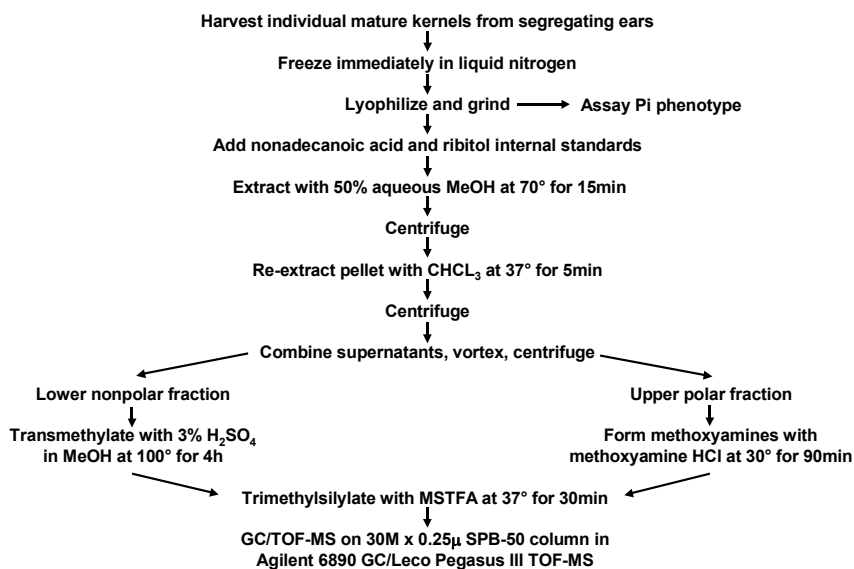 Harvest individual mature kernels from segregating ears
Freeze immediately in liquid nitrogen
Lyophilize and grind
Assay Pi phenotype
Add nonadecanoic acid and ribitol internal standards
Extract with 50% aqueous MeOH at 70° for 15min
Centrifuge
Re-extract pellet with CHCL₃ at 37° for 5min
Centrifuge
Combine supernatants, vortex, centrifuge
Lower nonpolar fraction
Transmethylate with 3% H₂SO₄
in MeOH at 100° for 4h
Upper polar fraction
Form methoxyamines with
methoxyamine HCl at 30° for 90min
Trimethylsilylate with MSTFA at 37° for 30min
GC/TOF-MS on 30M x 0.25µ SPB-50 column in
Agilent 6890 GC/Leco Pegasus III TOF-MS